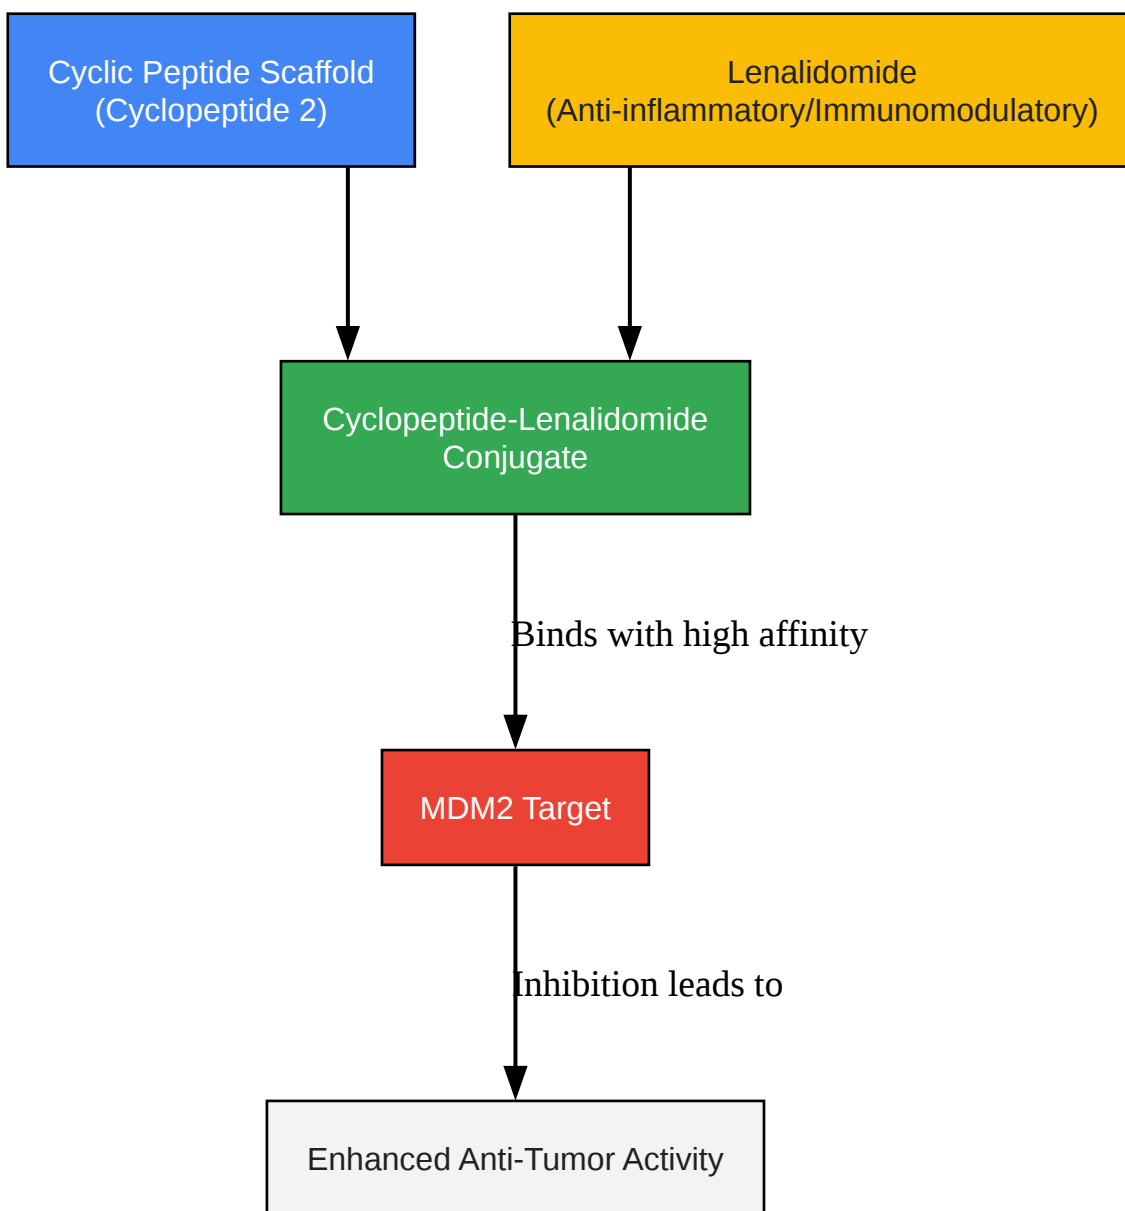 Cyclic Peptide Scaffold
(Cyclopeptide 2)
Lenalidomide
(Anti-inflammatory/Immunomodulatory)
Cyclopeptide-Lenalidomide
Conjugate
Binds with high affinity
MDM2 Target
Inhibition leads to
Enhanced Anti-Tumor Activity